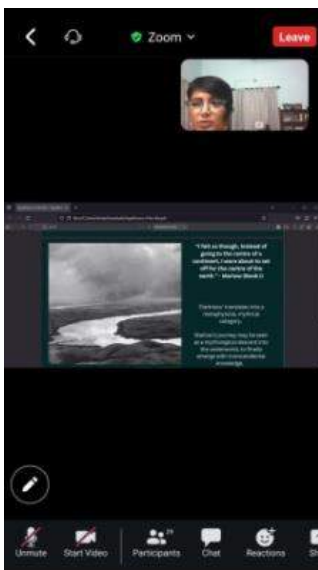 Zoom
Leave
"I felt as though, instead of
going to the centre of a
continent, I were about to set
off for the centre of the
earth." - Marlow (Book I)
'Darkness' translates into a
metaphysical, mythical
category.
Marlow's journey may be seen
as a mythological descent into
the underworld, to finally
emerge with transcendental
knowledge.
Unmute
Start Video
Participants
Chat
Reactions
Sh